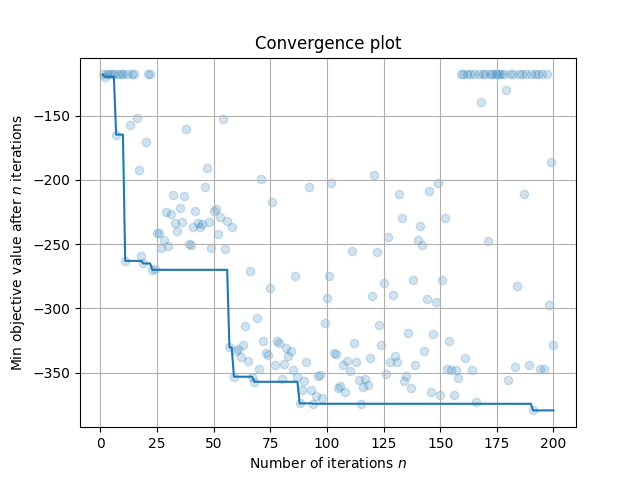 Convergence plot
Min objective value after n iterations
−150
−200
−250
−300
−350
0 25 50 75 100 125 150 175 200
Number of iterations n